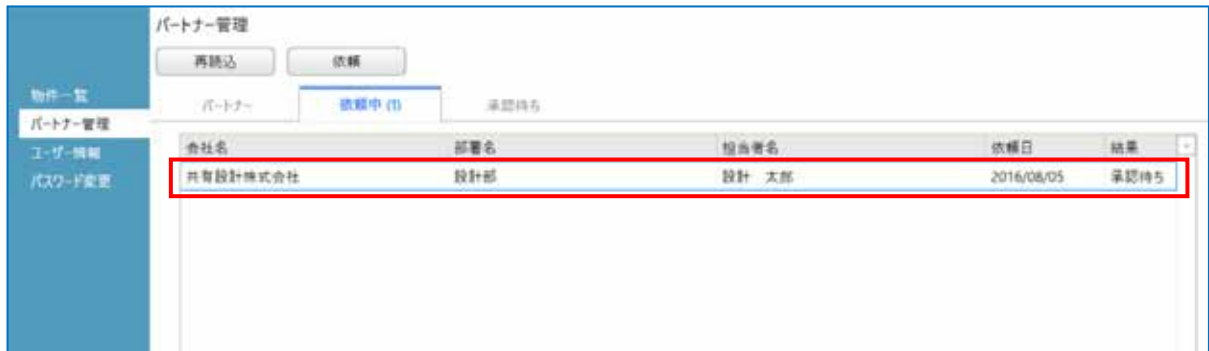 パートナー管理
再読込 依頼
物件一覧
パートナー管理
ユーザー情報
パスワード変更
パートナー 依頼中 (1) 承認待ち
会社名 部署名 担当者名 依頼日 結果
共有設計株式会社 設計部 設計 太郎 2016/08/05 承認待ち